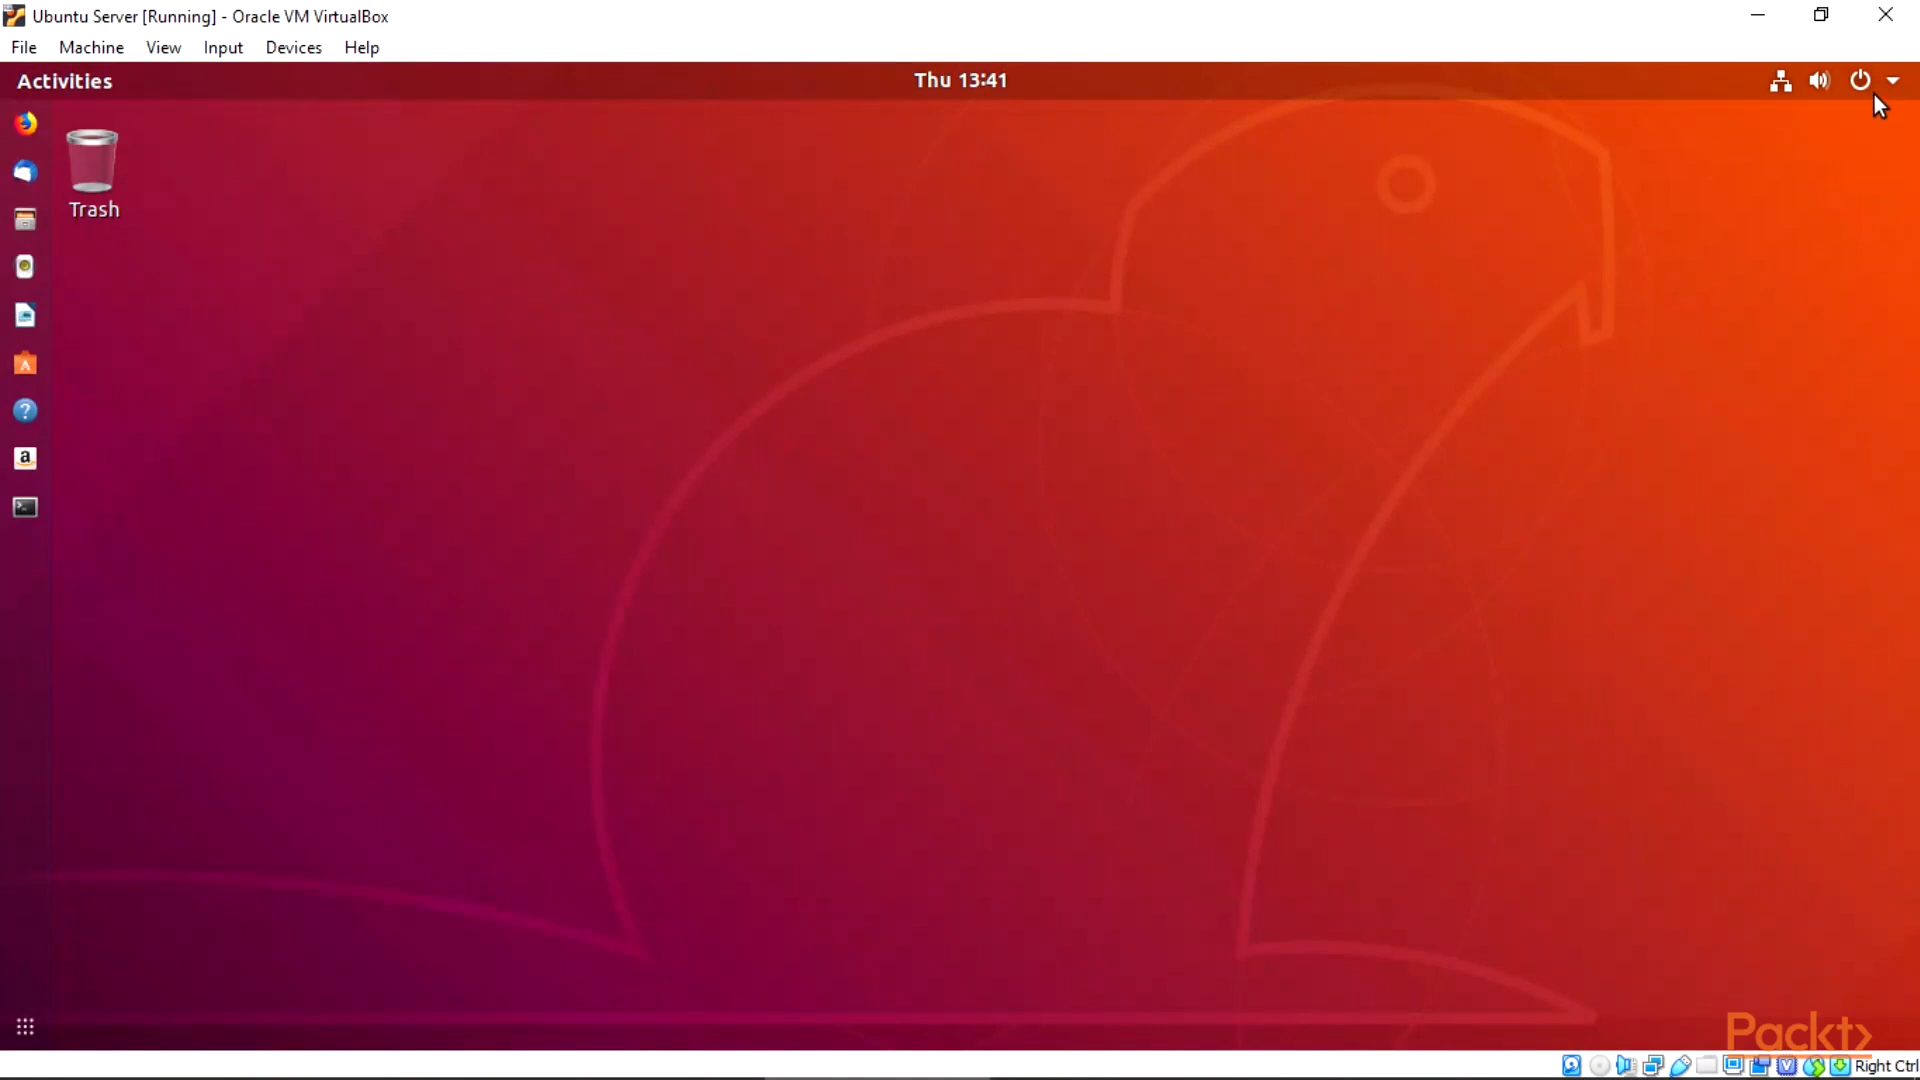 Ubuntu Server [Running] - Oracle VM VirtualBox
File Machine View Input Devices Help
Activities
Thu 13:41
Trash
Packt>
Right Ctrl